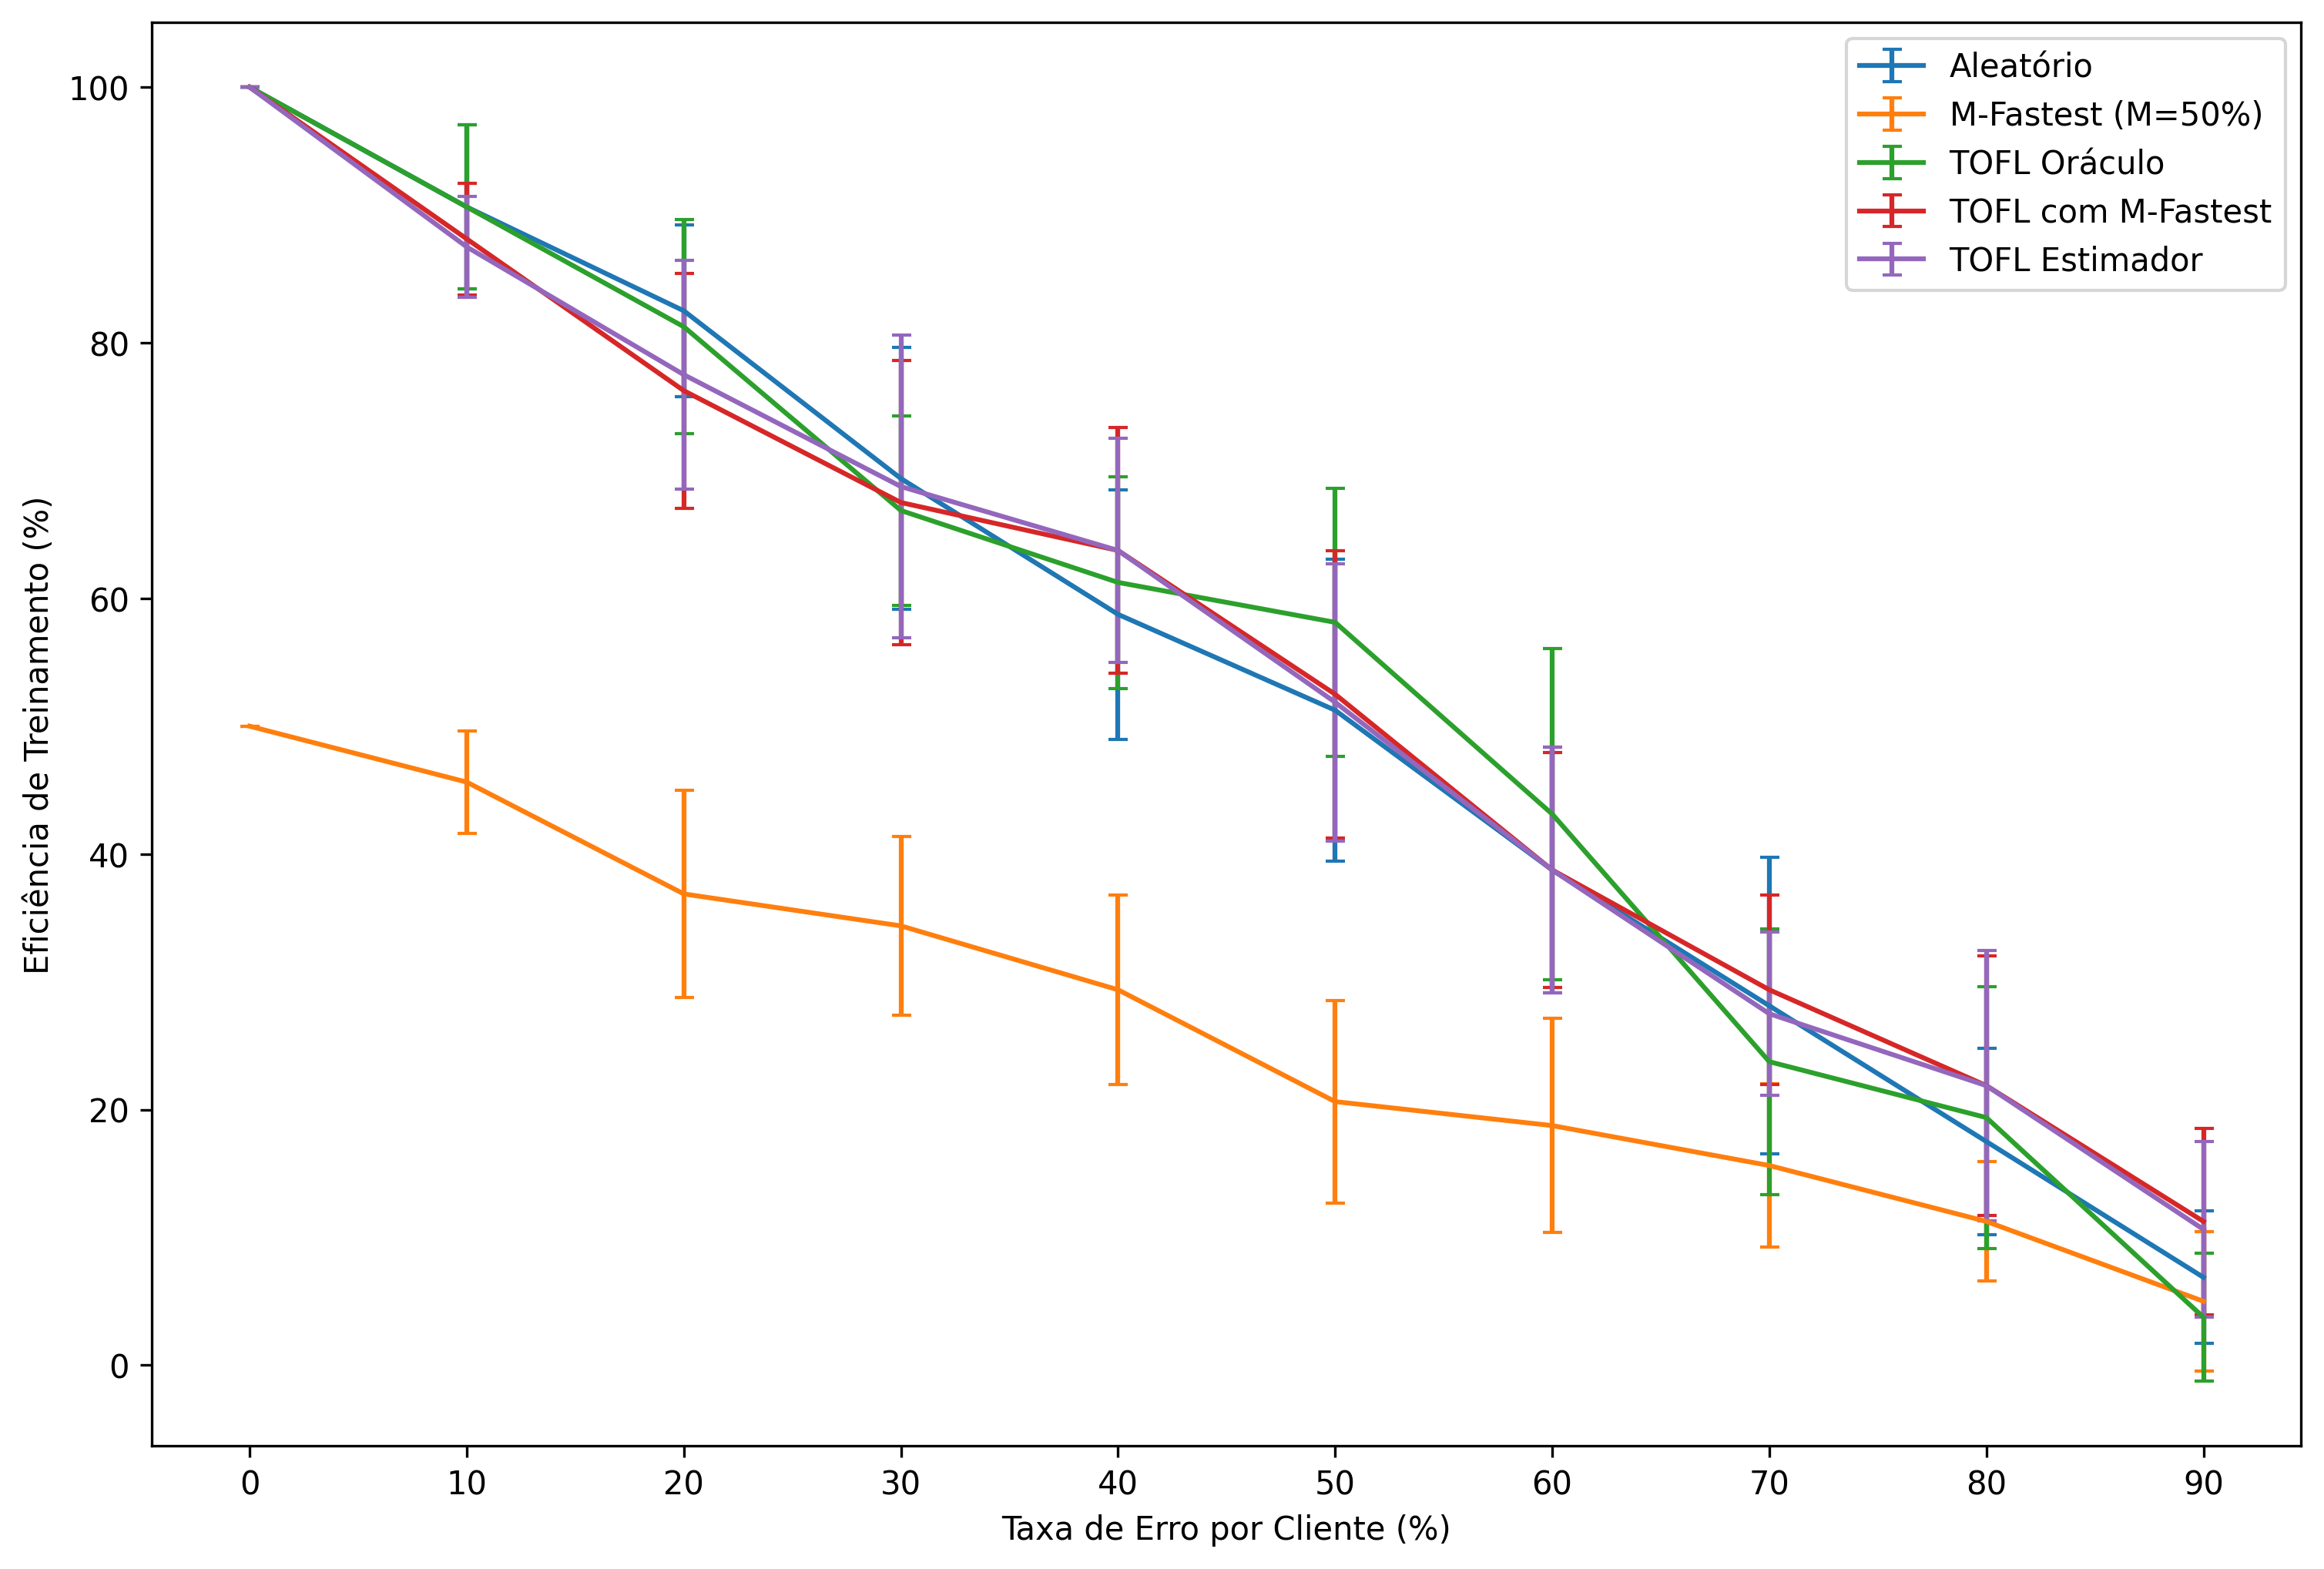 Aleatório
M-Fastest (M=50%)
TOFL Oráculo
TOFL com M-Fastest
TOFL Estimador
Eficiência de Treinamento (%)
100
80
60
40
20
0
0 10 20 30 40 50 60 70 80 90
Taxa de Erro por Cliente (%)